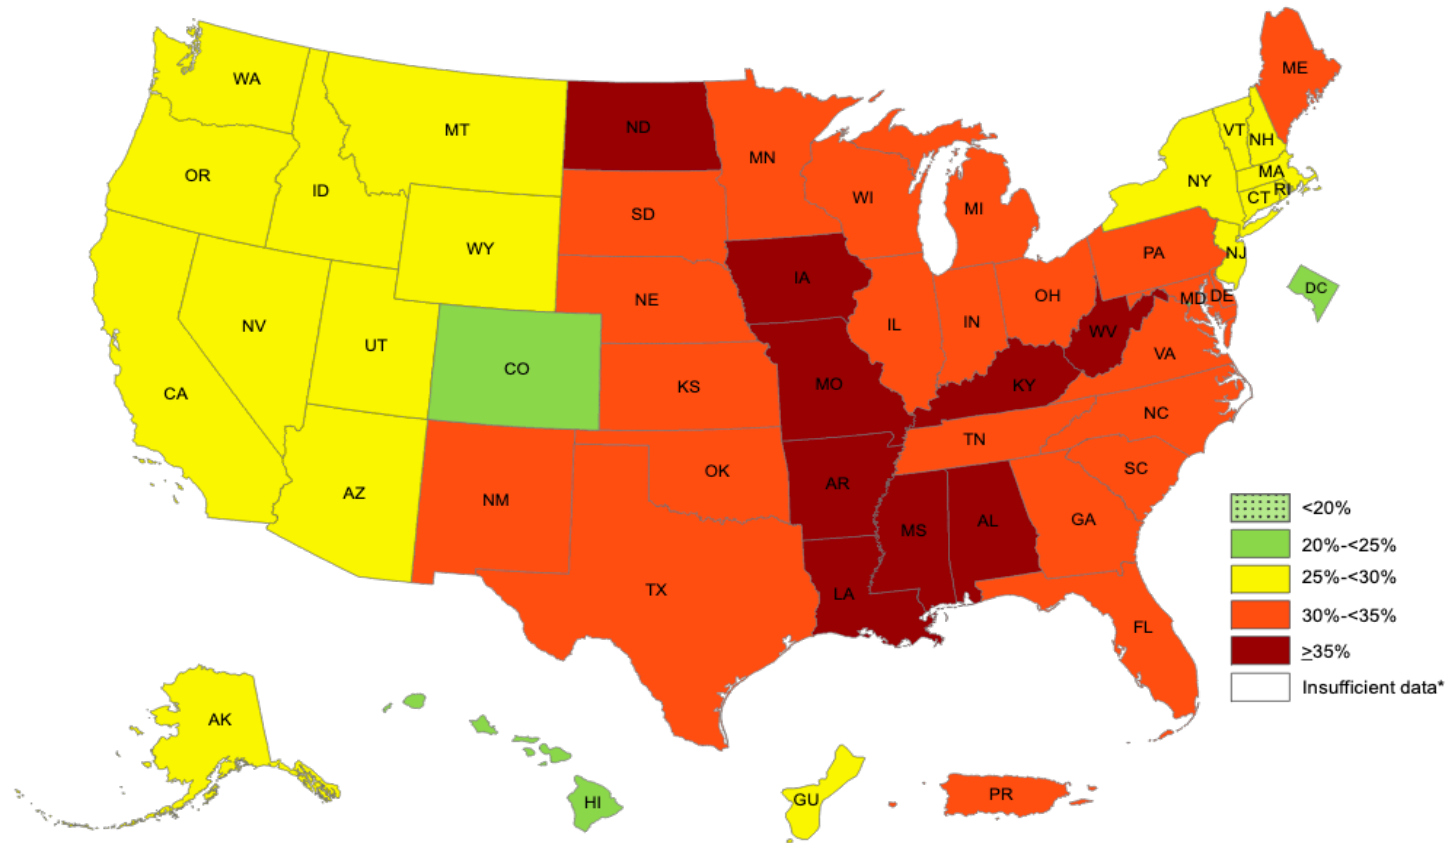 WA
MT
ND
MN
ME
OR
ID
WY
SD
WI
MI
NY
VT
NH
MA
CT
RI
NV
UT
CO
NE
IA
IL
IN
OH
PA
NJ
MD
DE
DC
CA
AZ
NM
KS
MO
KY
WV
VA
OK
AR
TN
NC
SC
TX
LA
MS
AL
GA
FL
AK
HI
GU
PR
<20%
20%-<25%
25%-<30%
30%-<35%
≥35%
Insufficient data*